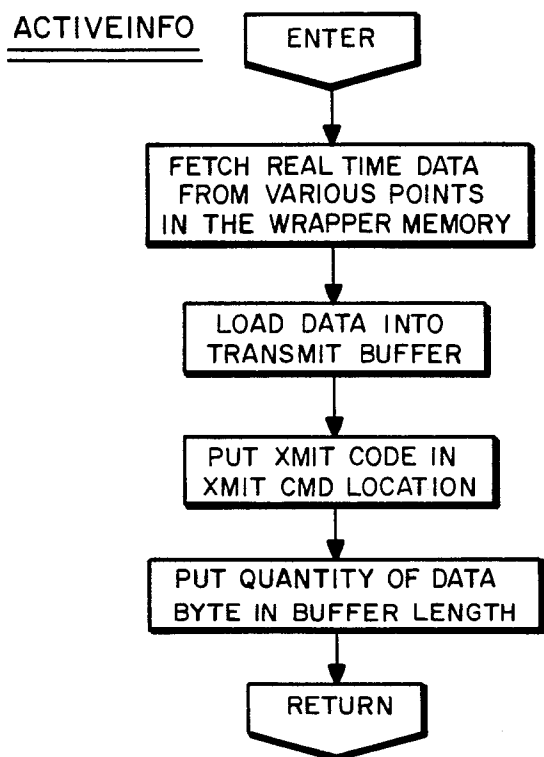 ACTIVEINFO
ENTER
FETCH REAL TIME DATA
FROM VARIOUS POINTS
IN THE WRAPPER MEMORY
LOAD DATA INTO
TRANSMIT BUFFER
PUT XMIT CODE IN
XMIT CMD LOCATION
PUT QUANTITY OF DATA
BYTE IN BUFFER LENGTH
RETURN